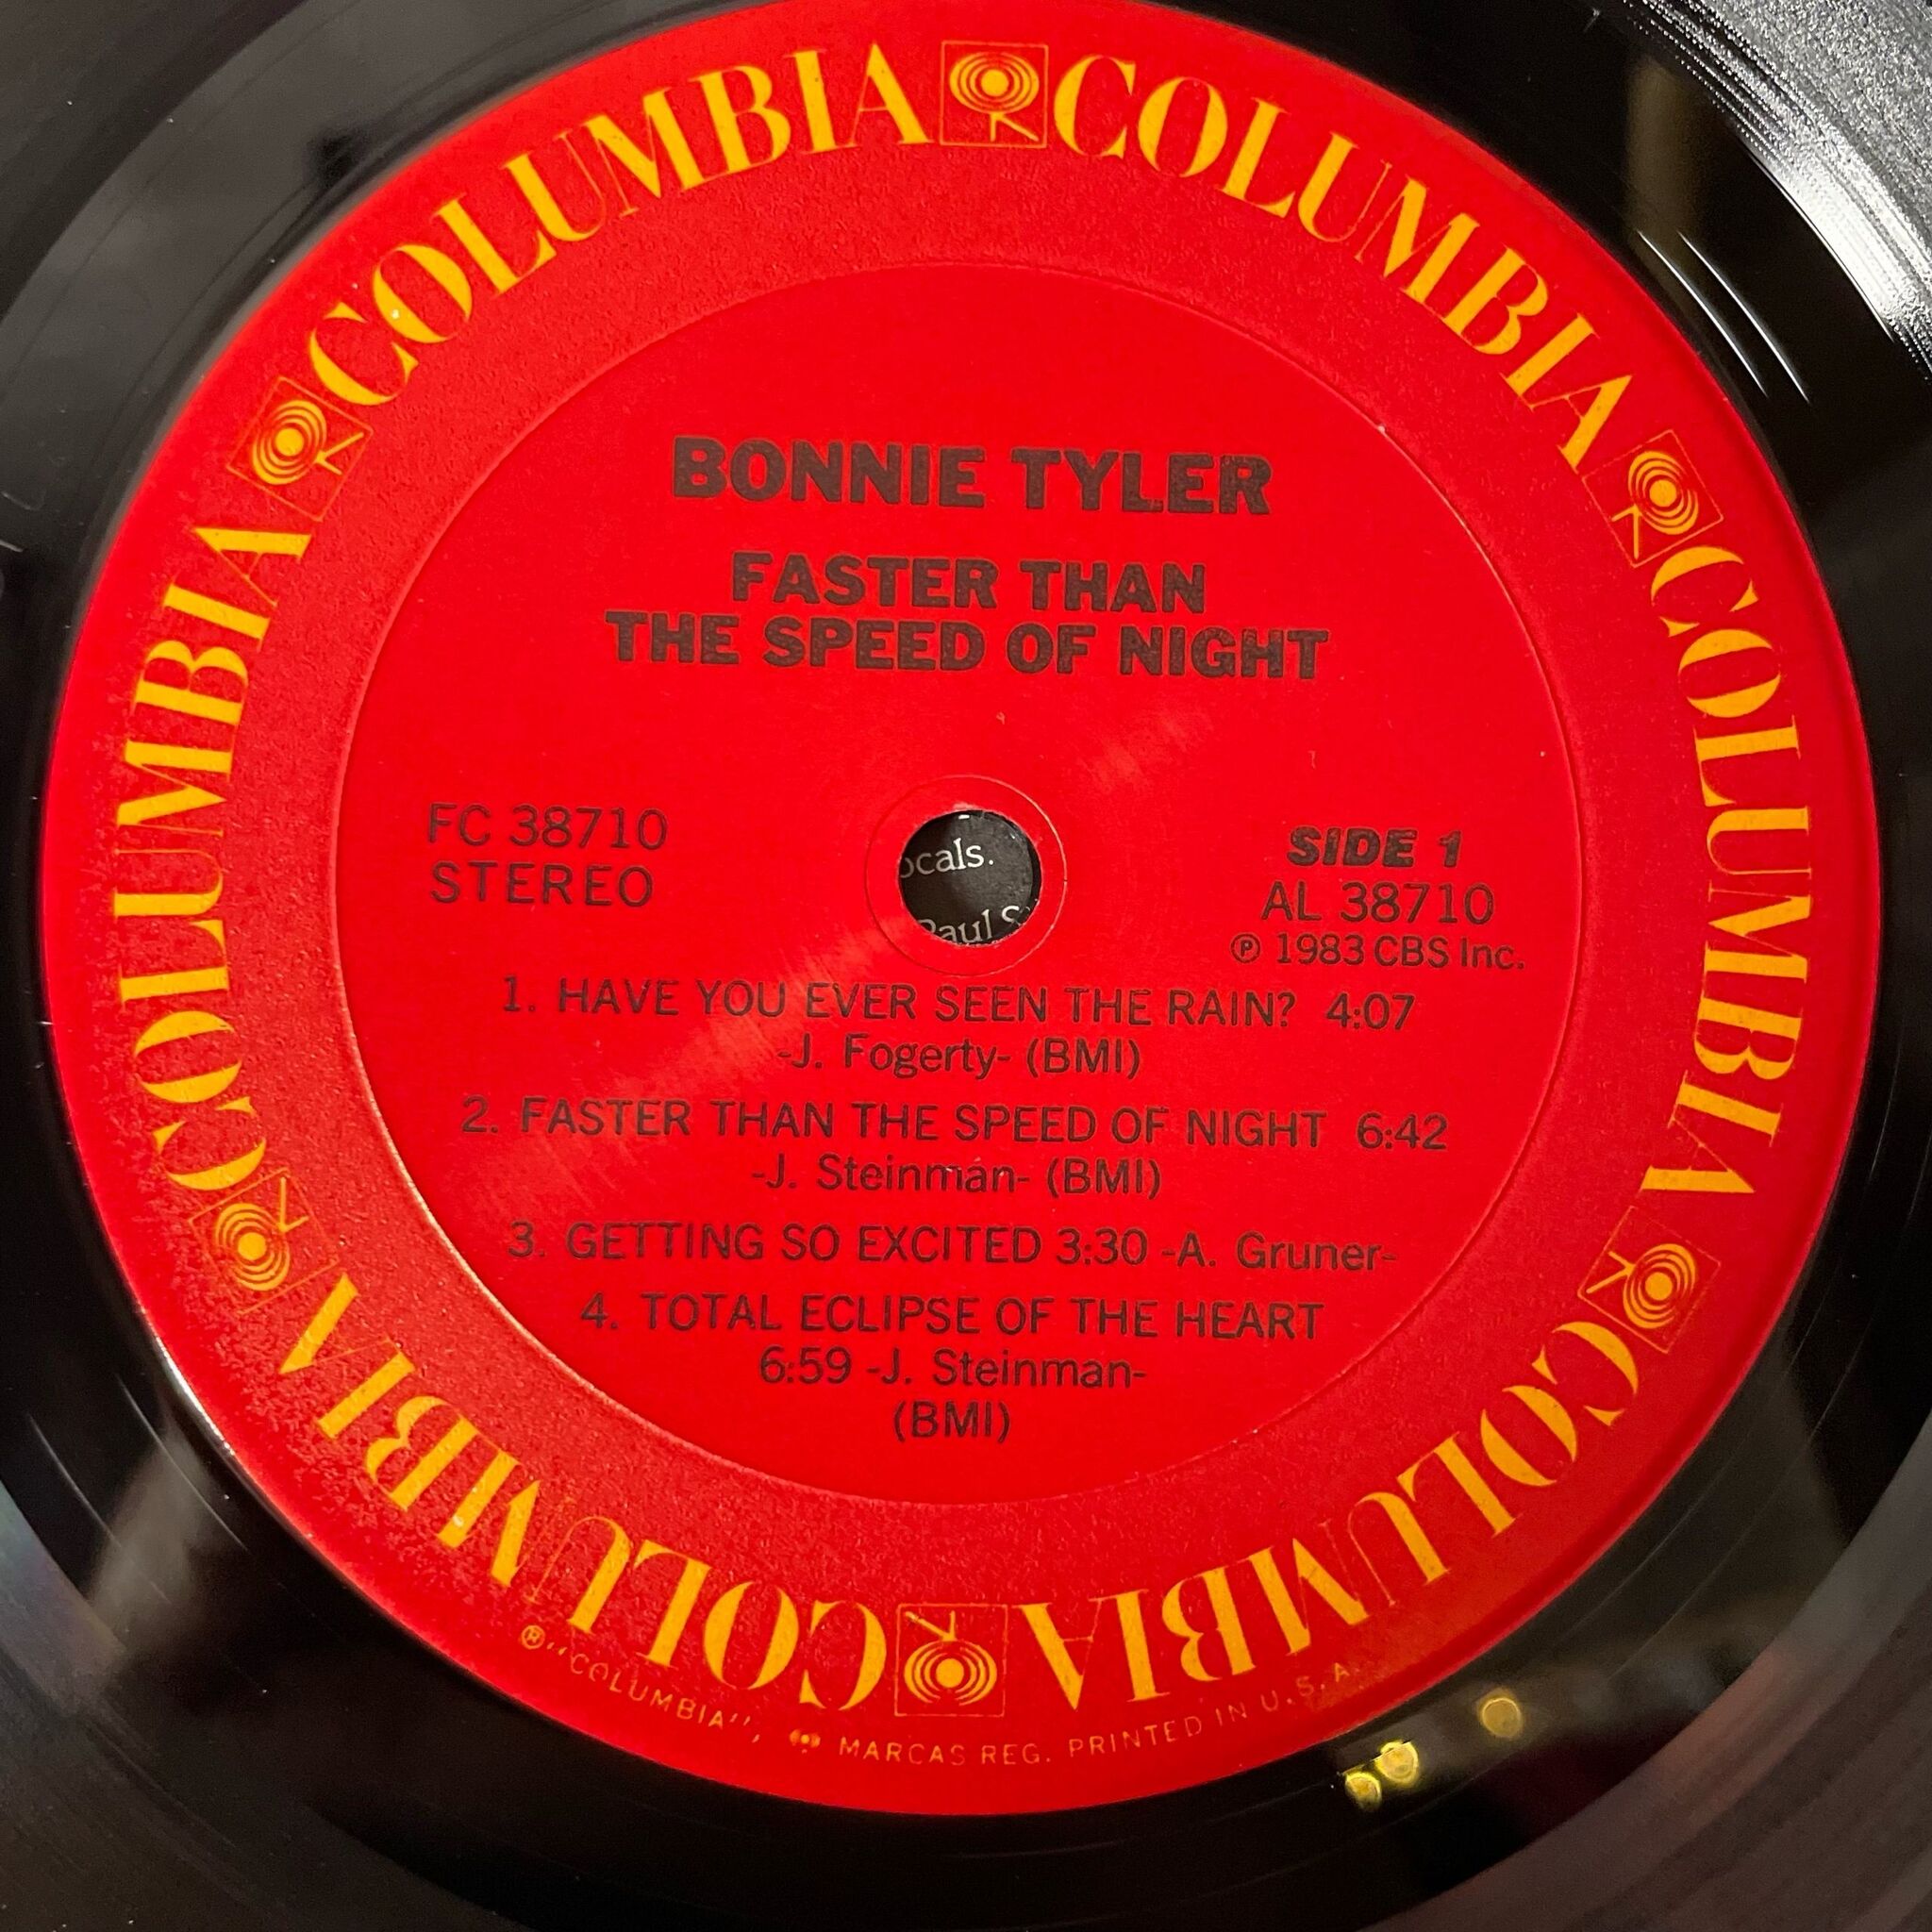 COLUMBIA COLUMBIA COLUMBIA COLUMBIA COLUMBIA COLUMBIA
BONNIE TYLER
FASTER THAN
THE SPEED OF NIGHT
FC 38710
STEREO
SIDE 1
AL 38710
℗ 1983 CBS Inc.
ocals.
Paul S
1. HAVE YOU EVER SEEN THE RAIN? 4:07
-J. Fogerty- (BMI)
2. FASTER THAN THE SPEED OF NIGHT 6:42
-J. Steinman- (BMI)
3. GETTING SO EXCITED 3:30 -A. Gruner-
4. TOTAL ECLIPSE OF THE HEART
6:59 -J. Steinman-
(BMI)
® "COLUMBIA", MARCAS REG. PRINTED IN U.S.A.